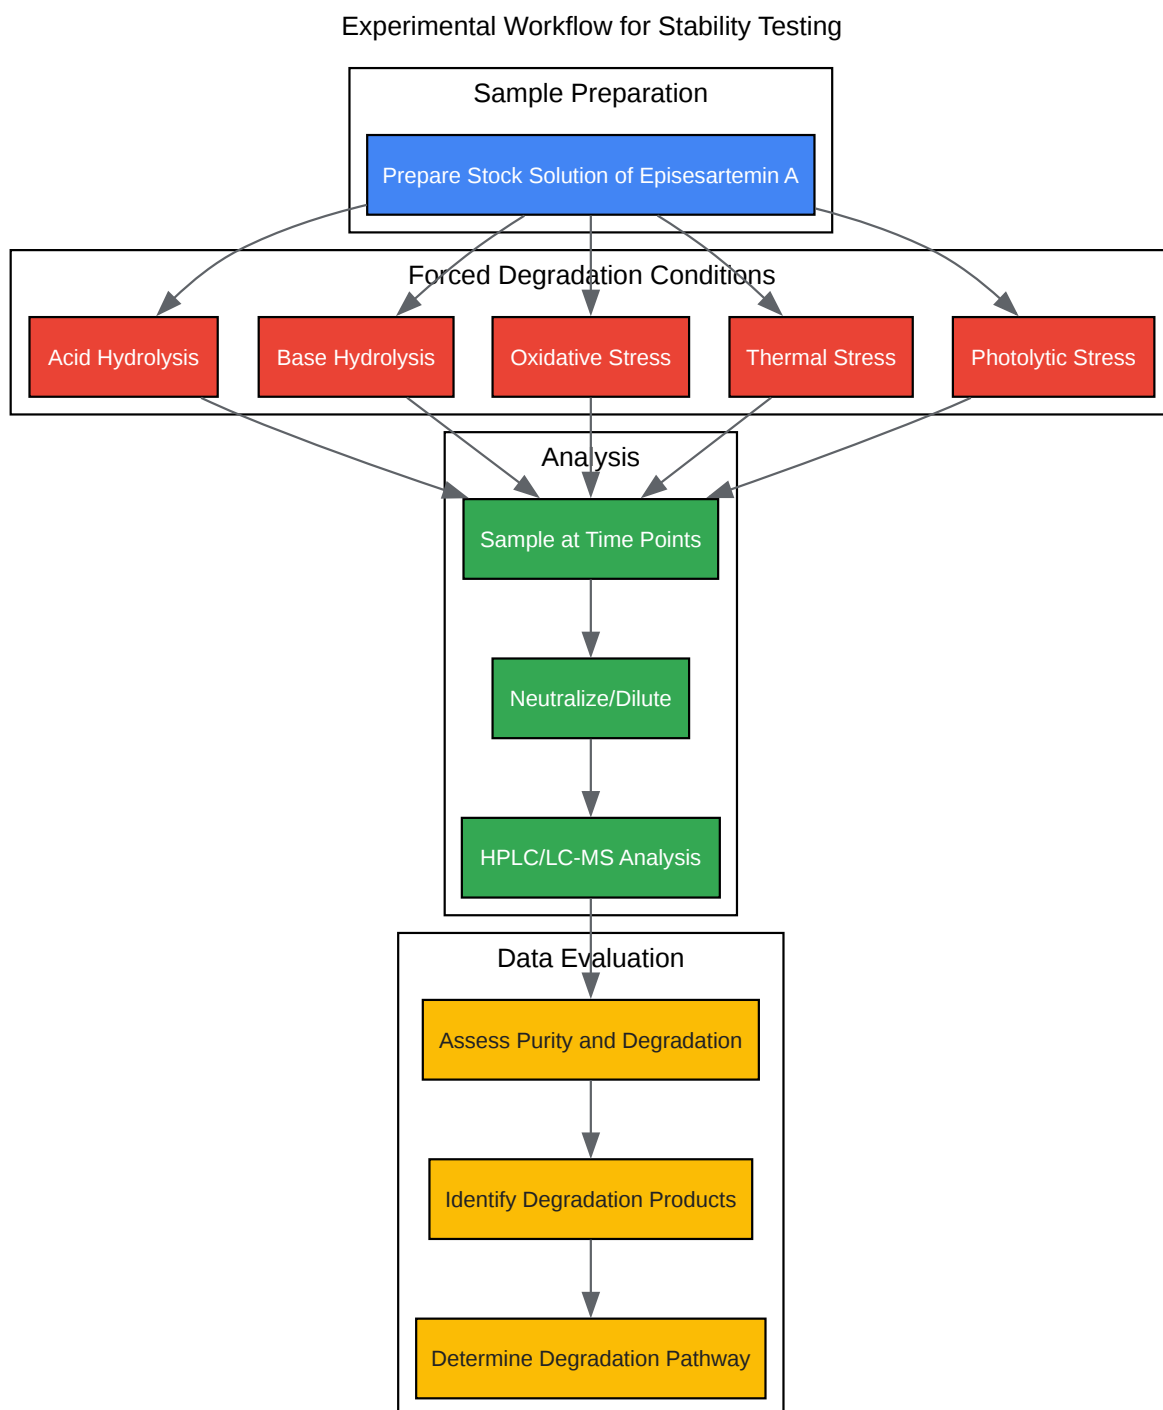 Experimental Workflow for Stability Testing
Sample Preparation
Prepare Stock Solution of Episesartemin A
Forced Degradation Conditions
Acid Hydrolysis
Base Hydrolysis
Oxidative Stress
Thermal Stress
Photolytic Stress
Analysis
Sample at Time Points
Neutralize/Dilute
HPLC/LC-MS Analysis
Data Evaluation
Assess Purity and Degradation
Identify Degradation Products
Determine Degradation Pathway